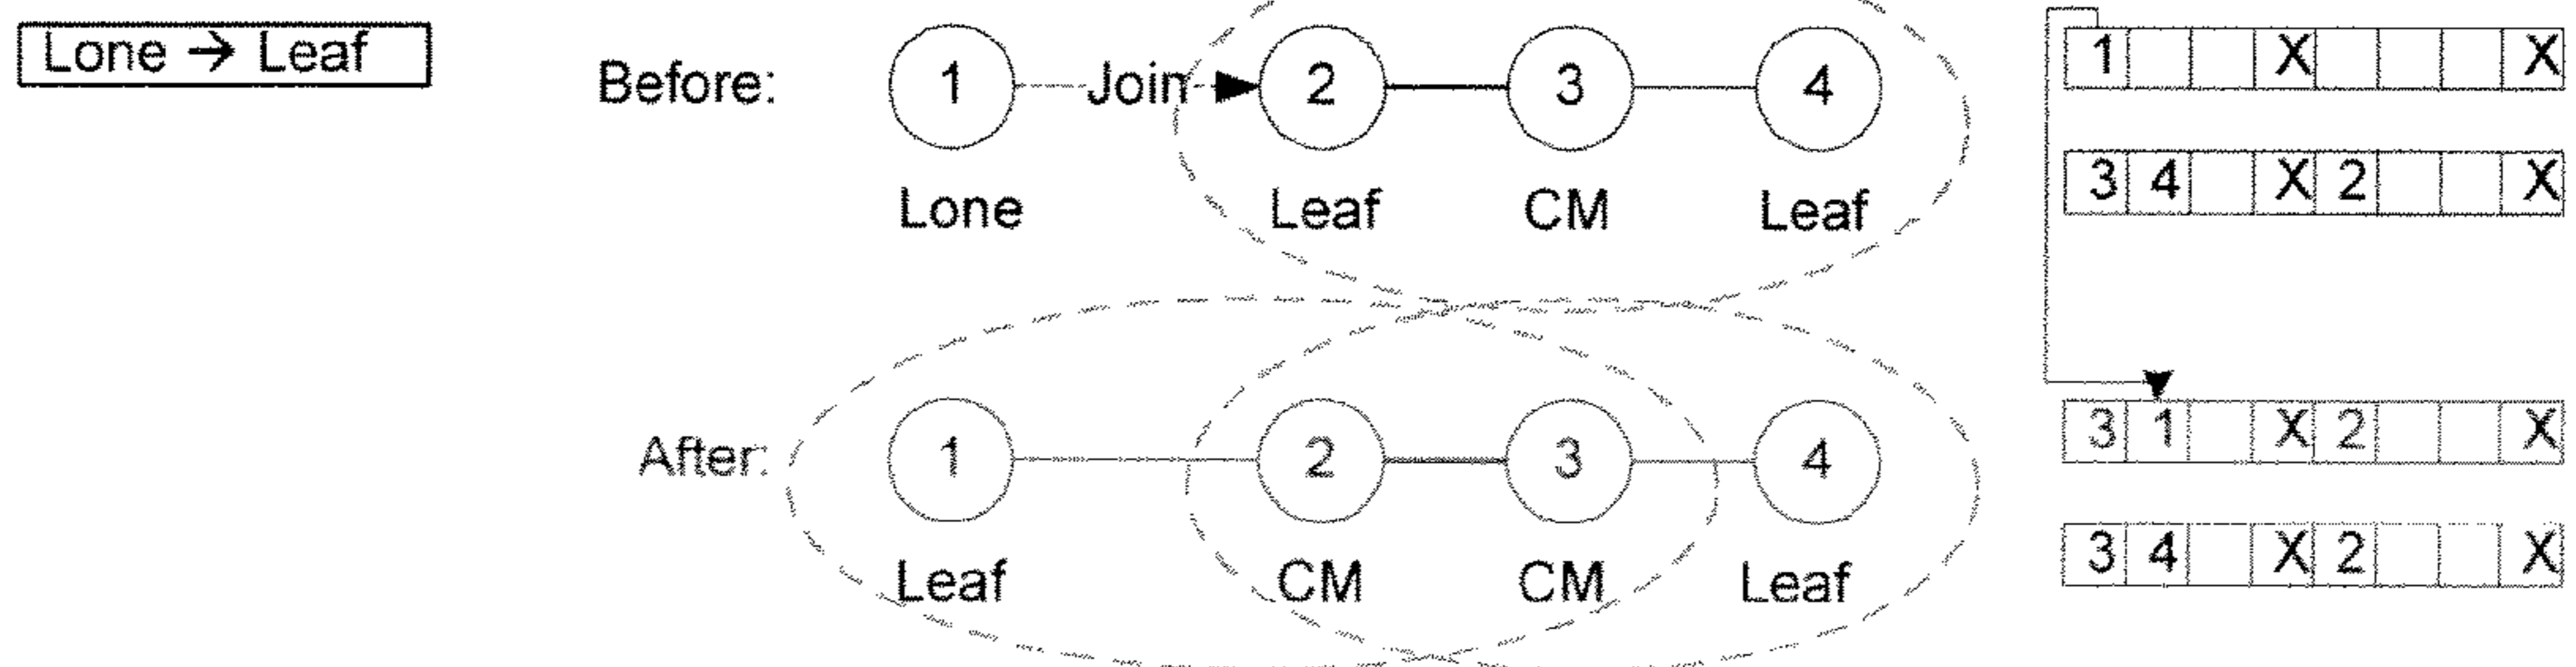 Lone → Leaf
Before: 1 Join 2 3 4
Lone Leaf CM Leaf
1 X X
3 4 X 2 X
After: 1 2 3 4
Leaf CM CM Leaf
3 1 X 2 X
3 4 X 2 X